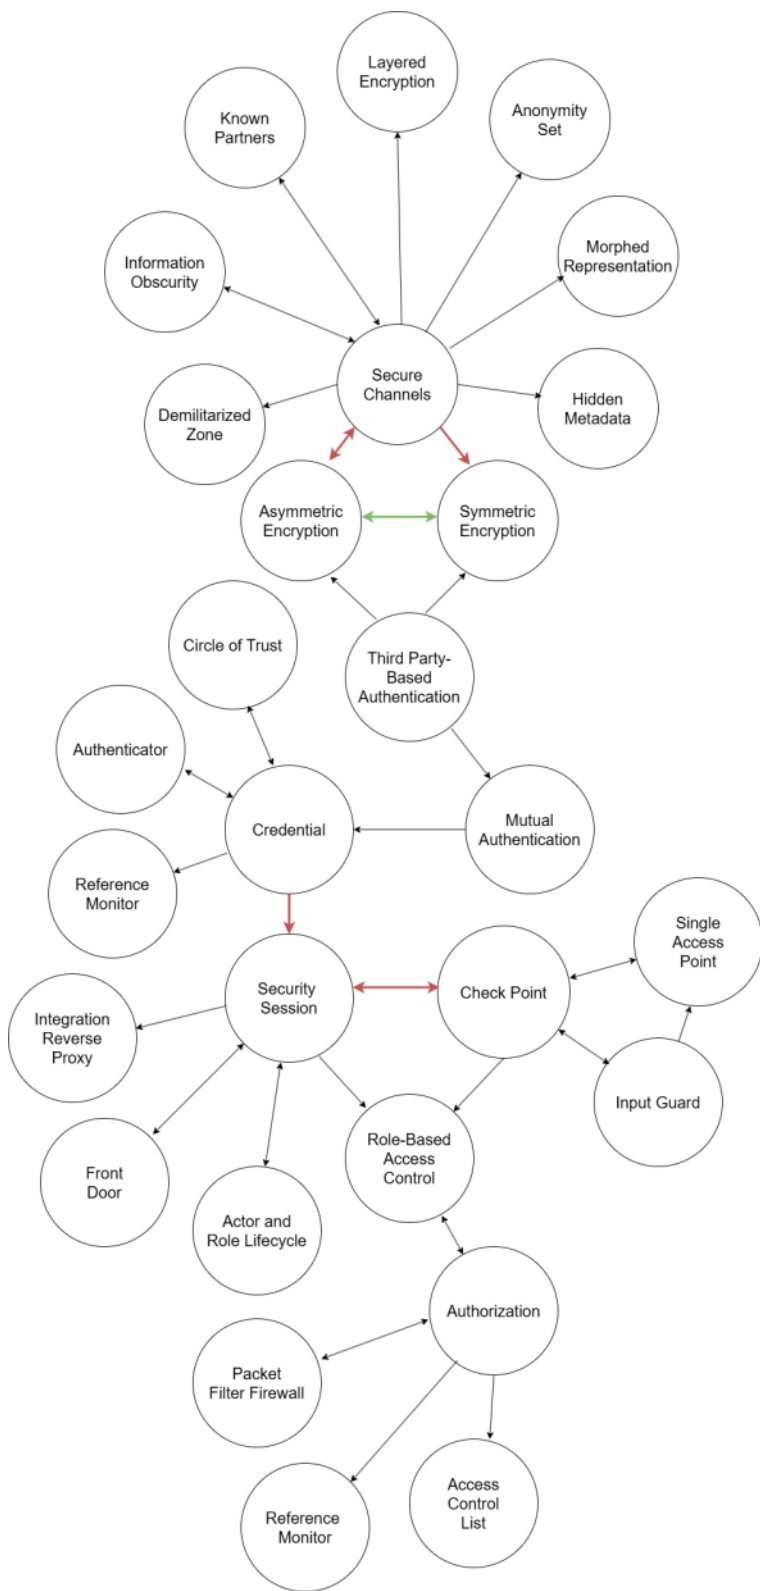 Layered
Encryption
Known
Partners
Anonymity
Set
Information
Obscurity
Morphed
Representation
Secure
Channels
Demilitarized
Zone
Hidden
Metadata
Asymmetric
Encryption
Symmetric
Encryption
Circle of Trust
Third Party-
Based
Authentication
Authenticator
Credential
Mutual
Authentication
Reference
Monitor
Single
Access
Point
Security
Session
Check Point
Integration
Reverse
Proxy
Input Guard
Role-Based
Access
Control
Front
Door
Actor and
Role Lifecycle
Authorization
Packet
Filter Firewall
Reference
Monitor
Access
Control
List